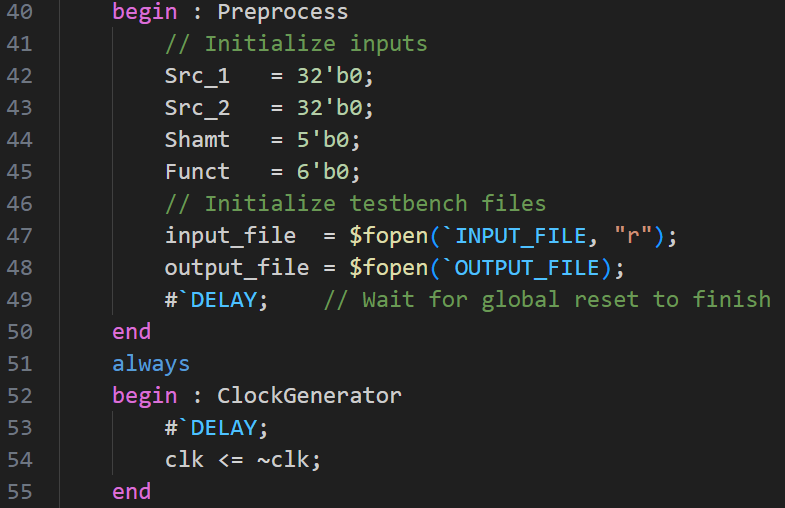 40 begin : Preprocess
41 // Initialize inputs
42 Src_1 = 32'b0;
43 Src_2 = 32'b0;
44 Shamt = 5'b0;
45 Funct = 6'b0;
46 // Initialize testbench files
47 input_file = $fopen(`INPUT_FILE, "r");
48 output_file = $fopen(`OUTPUT_FILE);
49 #`DELAY; // Wait for global reset to finish
50 end
51 always
52 begin : ClockGenerator
53 #`DELAY;
54 clk <= ~clk;
55 end